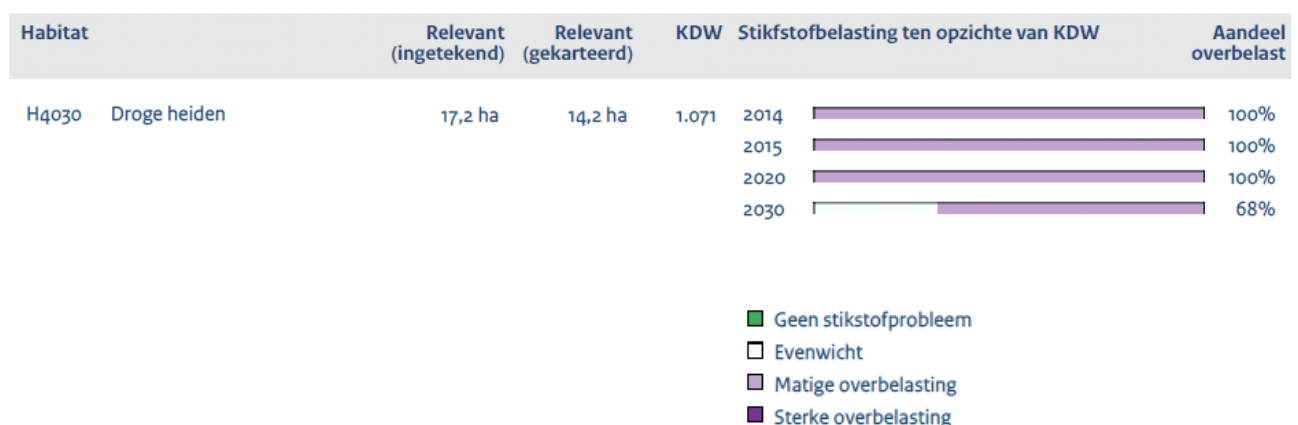 Habitat Relevant (ingetekend) Relevant (gekarteerd) KDW Stikfstofbelasting ten opzichte van KDW Aandeel overbelast
H4030 Droge heiden 17,2 ha 14,2 ha 1.071 2014 100%
2015 100%
2020 100%
2030 68%
Geen stikstofprobleem
Evenwicht
Matige overbelasting
Sterke overbelasting